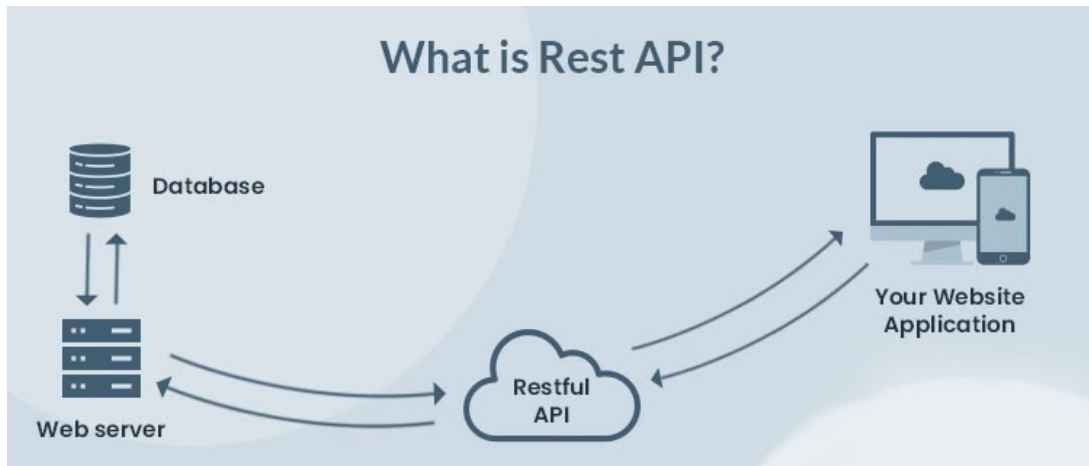 What is Rest API?
Database
Your Website
Application
Restful
API
Web server